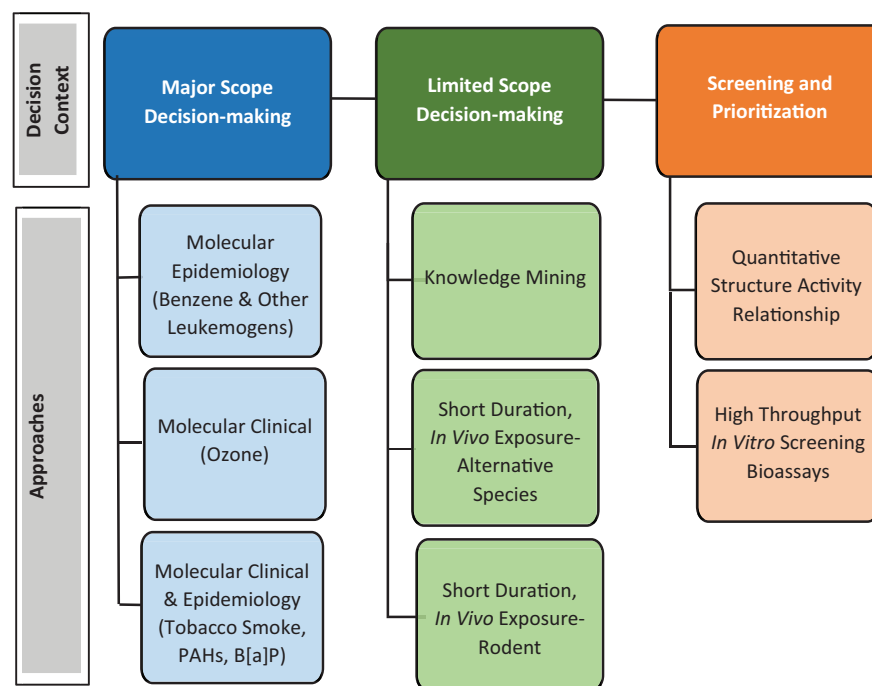 Decision
Context
Major Scope
Decision-making
Limited Scope
Decision-making
Screening and
Prioritization
Approaches
Molecular
Epidemiology
(Benzene & Other
Leukemogens)
Molecular Clinical
(Ozone)
Molecular Clinical
& Epidemiology
(Tobacco Smoke,
PAHs, B[a]P)
Knowledge Mining
Short Duration,
In Vivo Exposure-
Alternative
Species
Short Duration,
In Vivo Exposure-
Rodent
Quantitative
Structure Activity
Relationship
High Throughput
In Vitro Screening
Bioassays